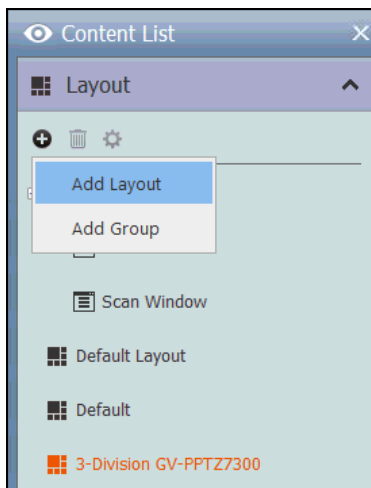 Content List
Layout
Add Layout
Add Group
Scan Window
Default Layout
Default
3-Division GV-PPTZ7300